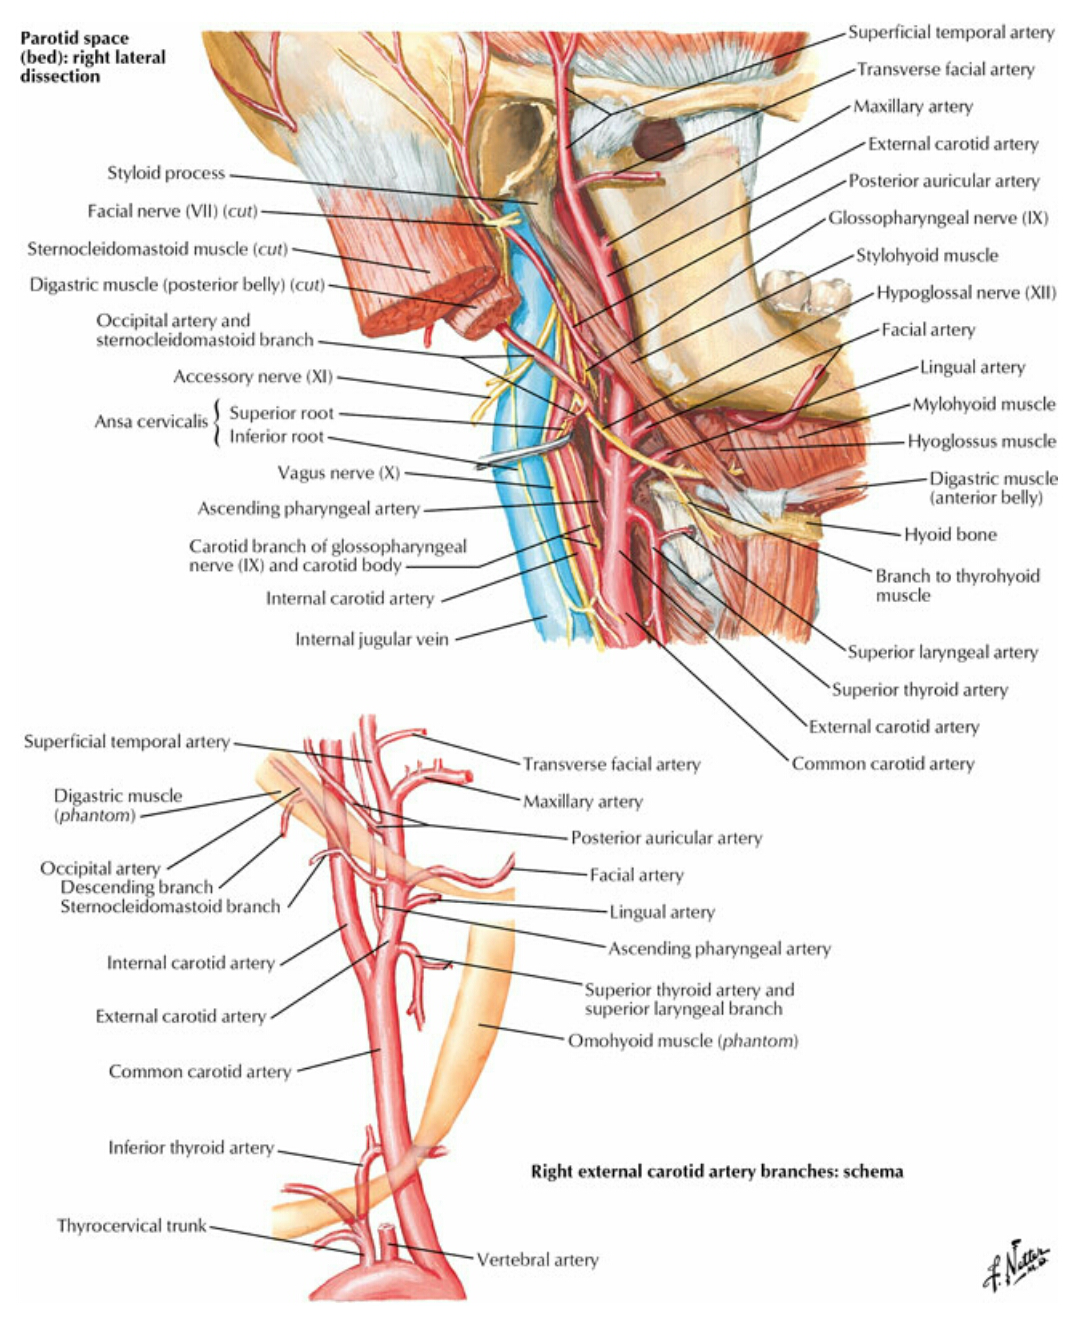 Parotid space
(bed): right lateral
dissection
Superficial temporal artery
Transverse facial artery
Maxillary artery
External carotid artery
Posterior auricular artery
Glossopharyngeal nerve (IX)
Stylohyoid muscle
Hypoglossal nerve (XII)
Facial artery
Lingual artery
Mylohyoid muscle
Hyoglossus muscle
Digastric muscle
(anterior belly)
Hyoid bone
Branch to thyrohyoid
muscle
Superior laryngeal artery
Superior thyroid artery
External carotid artery
Common carotid artery
Styloid process
Facial nerve (VII) (cut)
Sternocleidomastoid muscle (cut)
Digastric muscle (posterior belly) (cut)
Occipital artery and
sternocleidomastoid branch
Accessory nerve (XI)
Ansa cervicalis { Superior root
Inferior root
Vagus nerve (X)
Ascending pharyngeal artery
Carotid branch of glossopharyngeal
nerve (IX) and carotid body
Internal carotid artery
Internal jugular vein
Superficial temporal artery
Digastric muscle
(phantom)
Occipital artery
Descending branch
Sternocleidomastoid branch
Internal carotid artery
External carotid artery
Common carotid artery
Inferior thyroid artery
Thyrocervical trunk
Transverse facial artery
Maxillary artery
Posterior auricular artery
Facial artery
Lingual artery
Ascending pharyngeal artery
Superior thyroid artery and
superior laryngeal branch
Omohyoid muscle (phantom)
Right external carotid artery branches: schema
Vertebral artery
F. Netter
M.D.